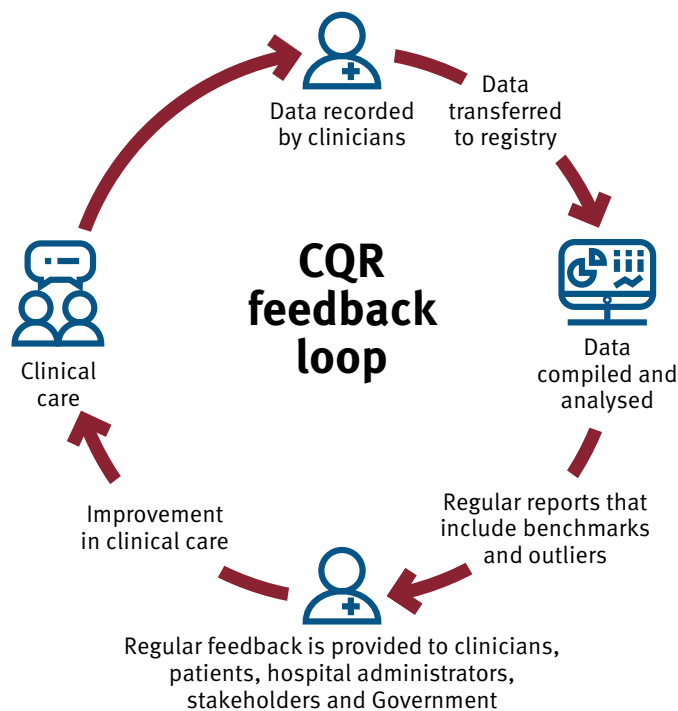 Data recorded
by clinicians
Data
transferred
to registry
CQR
feedback
loop
Data
compiled and
analysed
Clinical
care
Regular reports that
include benchmarks
and outliers
Improvement
in clinical care
Regular feedback is provided to clinicians,
patients, hospital administrators,
stakeholders and Government